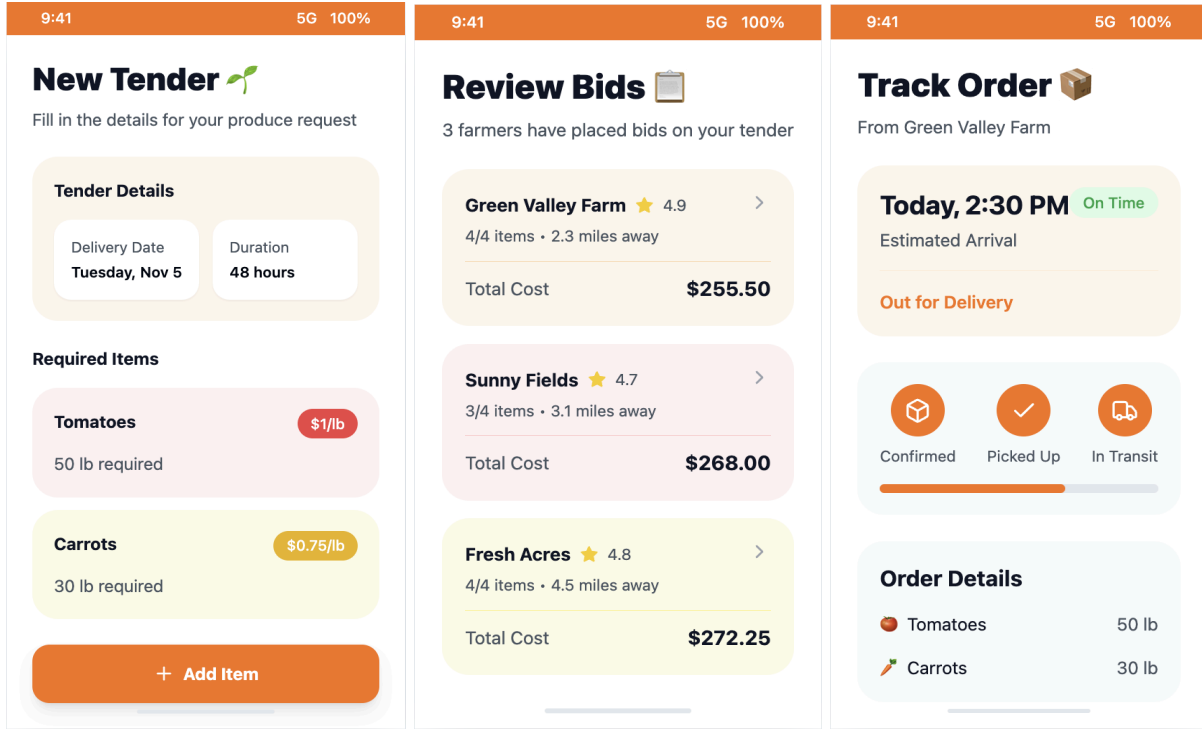 9:41 5G 100%
New Tender 🌱
Fill in the details for your produce request
Tender Details
Delivery Date
Tuesday, Nov 5
Duration
48 hours
Required Items
Tomatoes $1/lb
50 lb required
Carrots $0.75/lb
30 lb required
+ Add Item
9:41 5G 100%
Review Bids 📋
3 farmers have placed bids on your tender
Green Valley Farm ⭐ 4.9
4/4 items • 2.3 miles away
Total Cost $255.50
Sunny Fields ⭐ 4.7
3/4 items • 3.1 miles away
Total Cost $268.00
Fresh Acres ⭐ 4.8
4/4 items • 4.5 miles away
Total Cost $272.25
9:41 5G 100%
Track Order 📦
From Green Valley Farm
Today, 2:30 PM On Time
Estimated Arrival
Out for Delivery
Confirmed Picked Up In Transit
Order Details
🍅 Tomatoes 50 lb
🥕 Carrots 30 lb